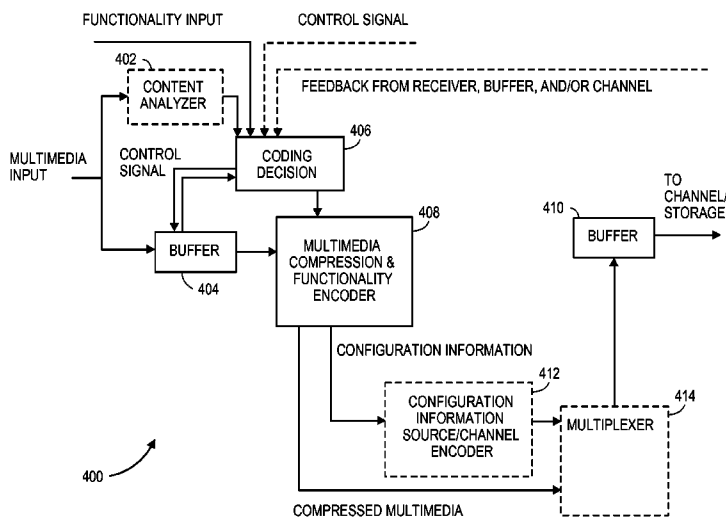 FUNCTIONALITY INPUT
CONTROL SIGNAL
402
CONTENT
ANALYZER
FEEDBACK FROM RECEIVER, BUFFER, AND/OR CHANNEL
406
MULTIMEDIA
INPUT
CONTROL
SIGNAL
CODING
DECISION
TO
CHANNEL/
STORAGE
408
410
BUFFER
404
MULTIMEDIA
COMPRESSION &
FUNCTIONALITY
ENCODER
BUFFER
CONFIGURATION INFORMATION
412
414
CONFIGURATION
INFORMATION
SOURCE/CHANNEL
ENCODER
MULTIPLEXER
400
COMPRESSED MULTIMEDIA